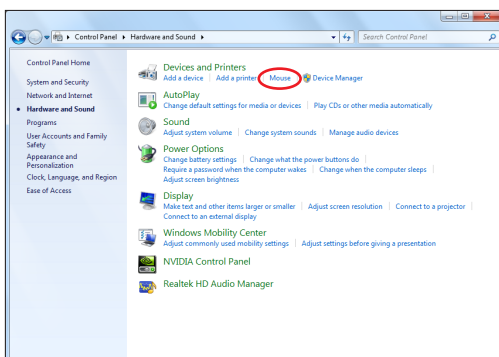 Control Panel ▸ Hardware and Sound ▸
Search Control Panel
Control Panel Home
System and Security
Network and Internet
Hardware and Sound
Programs
User Accounts and Family
Safety
Appearance and
Personalization
Clock, Language, and Region
Ease of Access
Devices and Printers
Add a device | Add a printer | Mouse | Device Manager
AutoPlay
Change default settings for media or devices | Play CDs or other media automatically
Sound
Adjust system volume | Change system sounds | Manage audio devices
Power Options
Change battery settings | Change what the power buttons do |
Require a password when the computer wakes | Change when the computer sleeps |
Adjust screen brightness
Display
Make text and other items larger or smaller | Adjust screen resolution | Connect to a projector |
Connect to an external display
Windows Mobility Center
Adjust commonly used mobility settings | Adjust settings before giving a presentation
NVIDIA Control Panel
Realtek HD Audio Manager